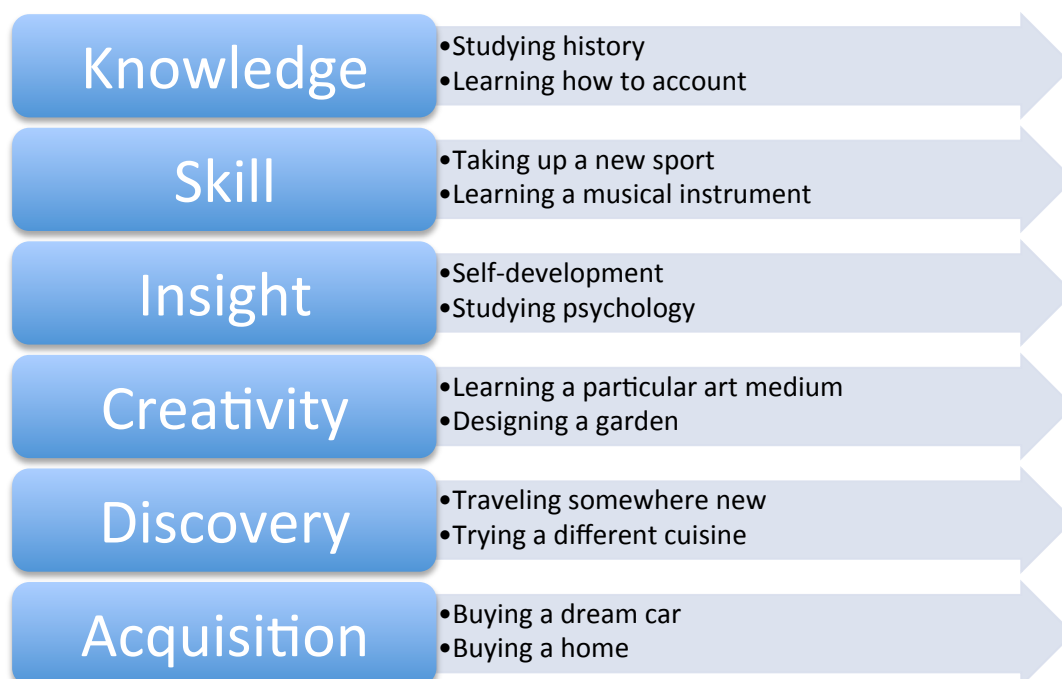 Knowledge
•Studying history
•Learning how to account
Skill
•Taking up a new sport
•Learning a musical instrument
Insight
•Self-development
•Studying psychology
Creativity
•Learning a particular art medium
•Designing a garden
Discovery
•Traveling somewhere new
•Trying a different cuisine
Acquisition
•Buying a dream car
•Buying a home